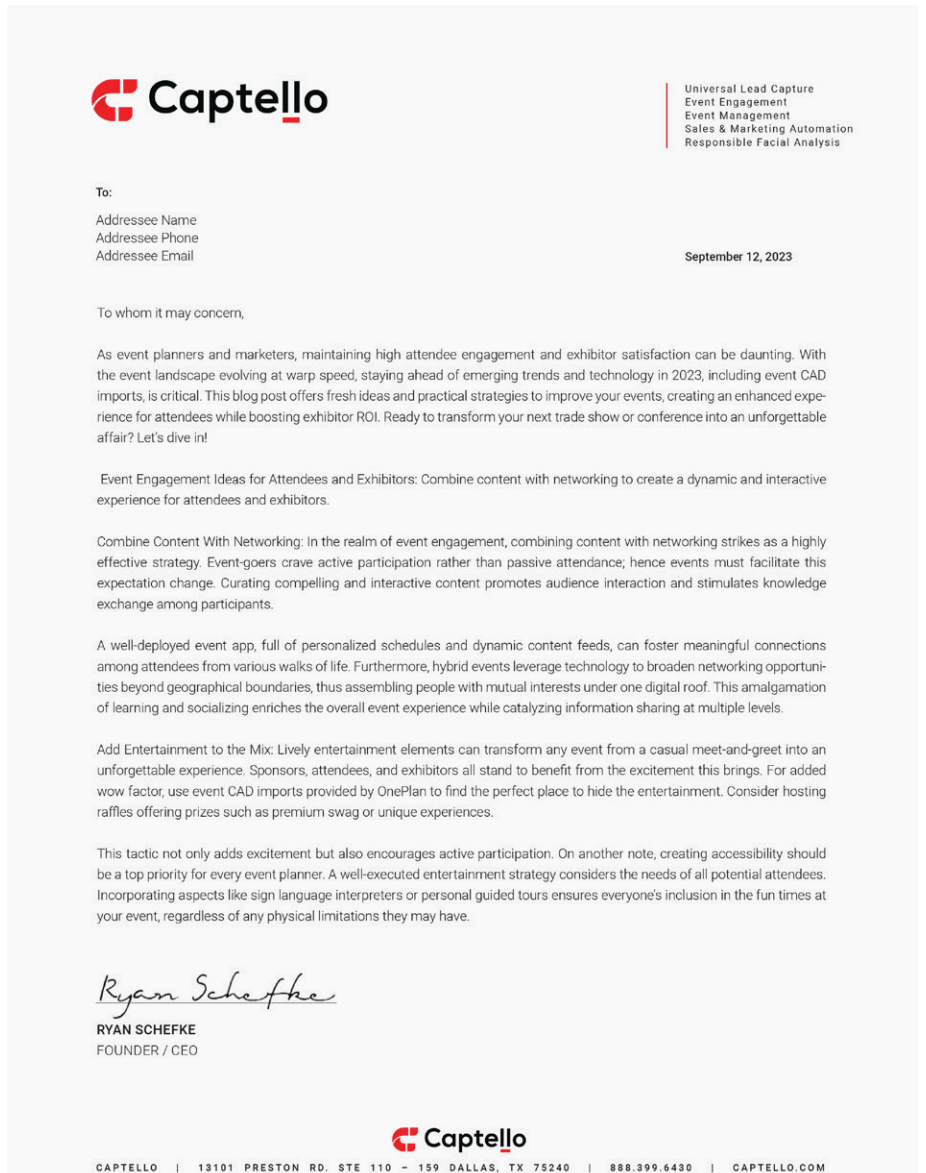 Captello
Universal Lead Capture
Event Engagement
Event Management
Sales & Marketing Automation
Responsible Facial Analysis
To:
Addressee Name
Addressee Phone
Addressee Email
September 12, 2023
To whom it may concern,
As event planners and marketers, maintaining high attendee engagement and exhibitor satisfaction can be daunting. With
the event landscape evolving at warp speed, staying ahead of emerging trends and technology in 2023, including event CAD
imports, is critical. This blog post offers fresh ideas and practical strategies to improve your events, creating an enhanced expe-
rience for attendees while boosting exhibitor ROI. Ready to transform your next trade show or conference into an unforgettable
affair? Let's dive in!
Event Engagement Ideas for Attendees and Exhibitors: Combine content with networking to create a dynamic and interactive
experience for attendees and exhibitors.
Combine Content With Networking: In the realm of event engagement, combining content with networking strikes as a highly
effective strategy. Event-goers crave active participation rather than passive attendance; hence events must facilitate this
expectation change. Curating compelling and interactive content promotes audience interaction and stimulates knowledge
exchange among participants.
A well-deployed event app, full of personalized schedules and dynamic content feeds, can foster meaningful connections
among attendees from various walks of life. Furthermore, hybrid events leverage technology to broaden networking opportuni-
ties beyond geographical boundaries, thus assembling people with mutual interests under one digital roof. This amalgamation
of learning and socializing enriches the overall event experience while catalyzing information sharing at multiple levels.
Add Entertainment to the Mix: Lively entertainment elements can transform any event from a casual meet-and-greet into an
unforgettable experience. Sponsors, attendees, and exhibitors all stand to benefit from the excitement this brings. For added
wow factor, use event CAD imports provided by OnePlan to find the perfect place to hide the entertainment. Consider hosting
raffles offering prizes such as premium swag or unique experiences.
This tactic not only adds excitement but also encourages active participation. On another note, creating accessibility should
be a top priority for every event planner. A well-executed entertainment strategy considers the needs of all potential attendees.
Incorporating aspects like sign language interpreters or personal guided tours ensures everyone's inclusion in the fun times at
your event, regardless of any physical limitations they may have.
Ryan Schefke
RYAN SCHEFKE
FOUNDER / CEO
Captello
CAPTELLO | 13101 PRESTON RD. STE 110 – 159 DALLAS, TX 75240 | 888.399.6430 | CAPTELLO.COM